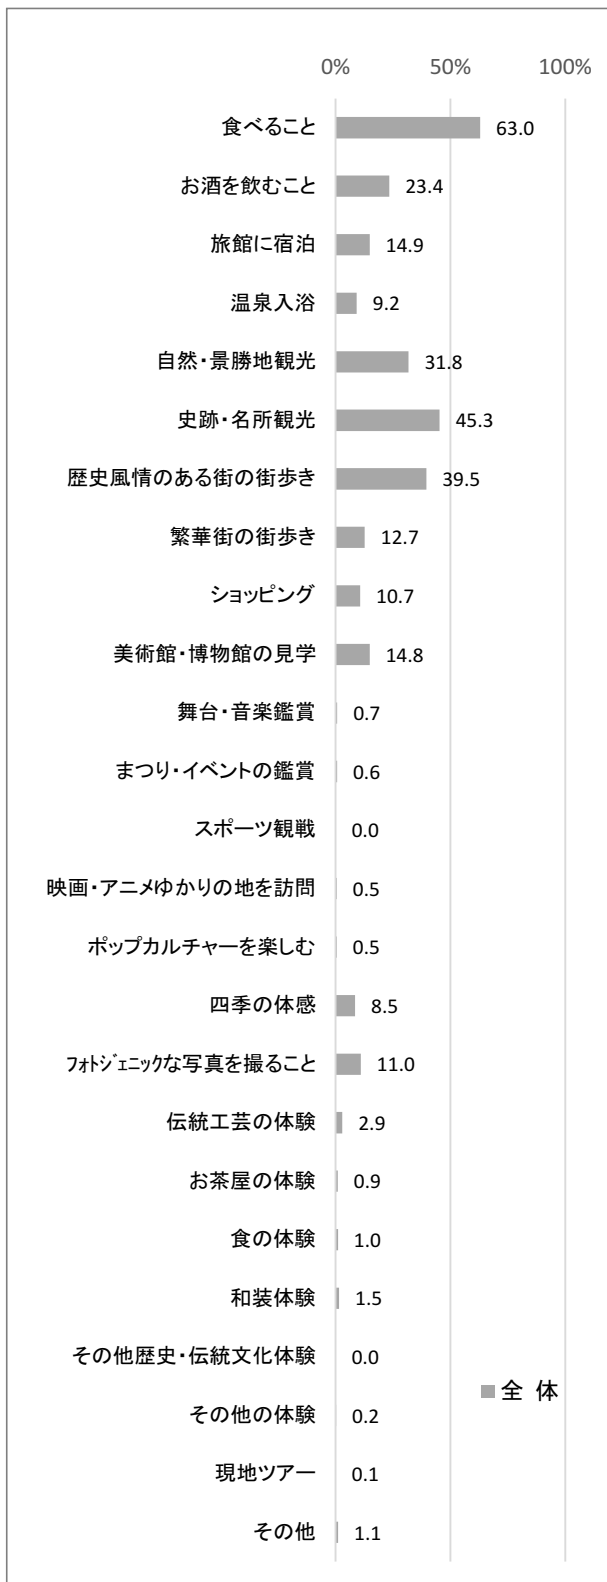 0% 50% 100%
食べること 63.0
お酒を飲むこと 23.4
旅館に宿泊 14.9
温泉入浴 9.2
自然・景勝地観光 31.8
史跡・名所観光 45.3
歴史風情のある街の街歩き 39.5
繁華街の街歩き 12.7
ショッピング 10.7
美術館・博物館の見学 14.8
舞台・音楽鑑賞 0.7
まつり・イベントの鑑賞 0.6
スポーツ観戦 0.0
映画・アニメゆかりの地を訪問 0.5
ポップカルチャーを楽しむ 0.5
四季の体感 8.5
フォトジェニックな写真を撮ること 11.0
伝統工芸の体験 2.9
お茶屋の体験 0.9
食の体験 1.0
和装体験 1.5
その他歴史・伝統文化体験 0.0
全 体
その他の体験 0.2
現地ツアー 0.1
その他 1.1